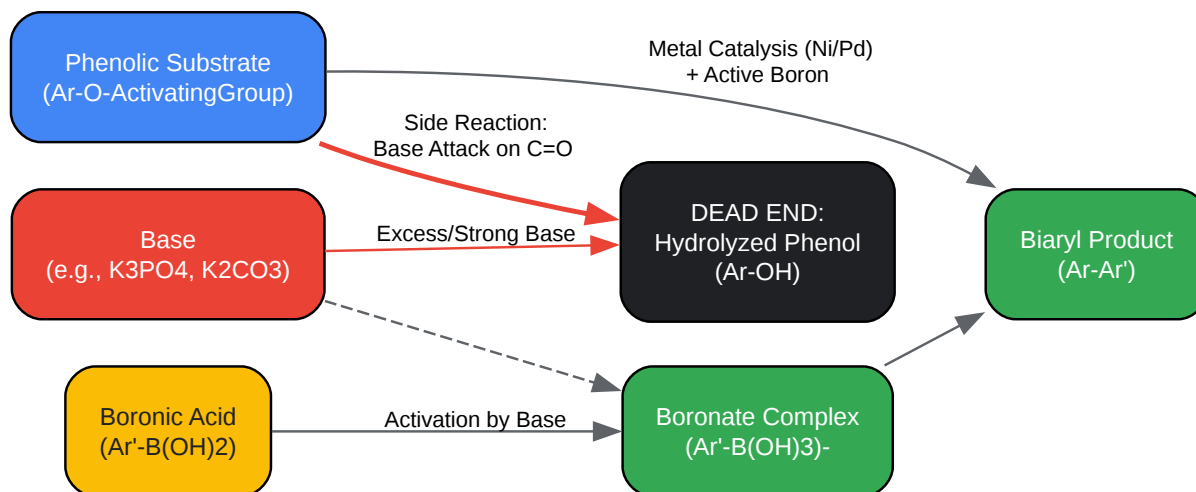 Phenolic Substrate
(Ar-O-ActivatingGroup)
Metal Catalysis (Ni/Pd)
+ Active Boron
Side Reaction:
Base Attack on C=O
Base
(e.g., K3PO4, K2CO3)
Excess/Strong Base
DEAD END:
Hydrolyzed Phenol
(Ar-OH)
Biaryl Product
(Ar-Ar')
Boronic Acid
(Ar'-B(OH)2)
Activation by Base
Boronate Complex
(Ar'-B(OH)3)-